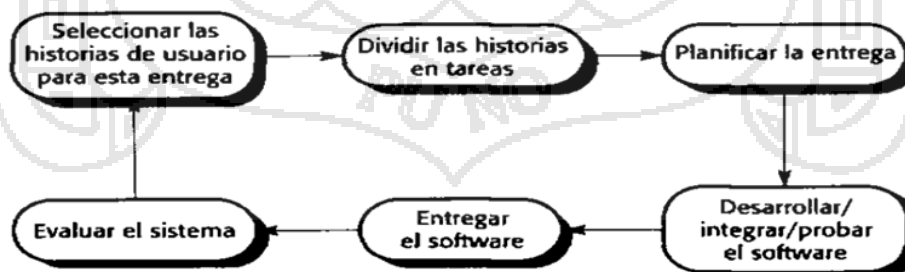 Seleccionar las
historias de usuario
para esta entrega
Dividir las historias
en tareas
Planificar la entrega
PUNO
Evaluar el sistema
Entregar
el software
Desarrollar/
integrar/probar
el software